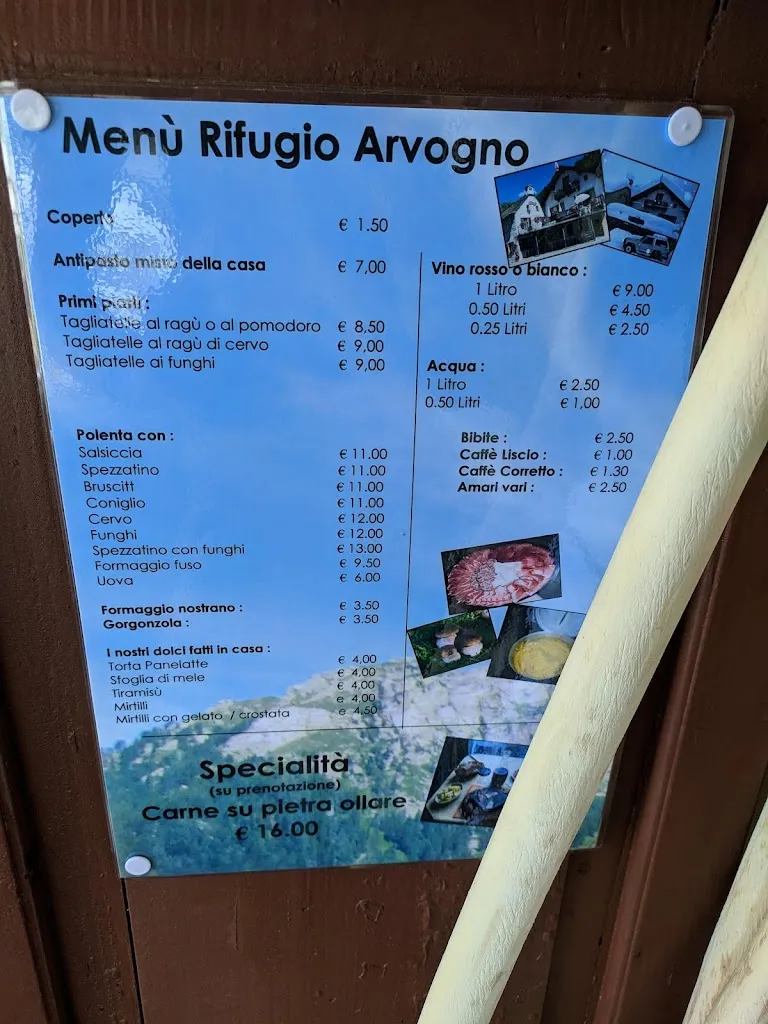 Menù Rifugio Arvogno
Coperto € 1.50
Antipasto misto della casa € 7,00
Primi piatti :
Tagliatelle al ragù o al pomodoro € 8,50
Tagliatelle al ragù di cervo € 9,00
Tagliatelle ai funghi € 9,00
Polenta con :
Salsiccia € 11.00
Spezzatino € 11.00
Bruscitt € 11.00
Coniglio € 11.00
Cervo € 12.00
Funghi € 12.00
Spezzatino con funghi € 13.00
Formaggio fuso € 9.50
Uova € 6.00
Formaggio nostrano : € 3.50
Gorgonzola : € 3.50
I nostri dolci fatti in casa :
Torta Panelatte € 4,00
Sfoglia di mele € 4,00
Tiramisù € 4,00
Mirtilli € 4,00
Mirtilli con gelato / crostata € 4,50
Vino rosso o bianco :
1 Litro € 9.00
0.50 Litri € 4.50
0.25 Litri € 2.50
Acqua :
1 Litro € 2.50
0.50 Litri € 1,00
Bibite : € 2.50
Caffè Liscio : € 1.00
Caffè Corretto : € 1.30
Amari vari : € 2.50
Specialità
(su prenotazione)
Carne su pietra ollare
€ 16.00